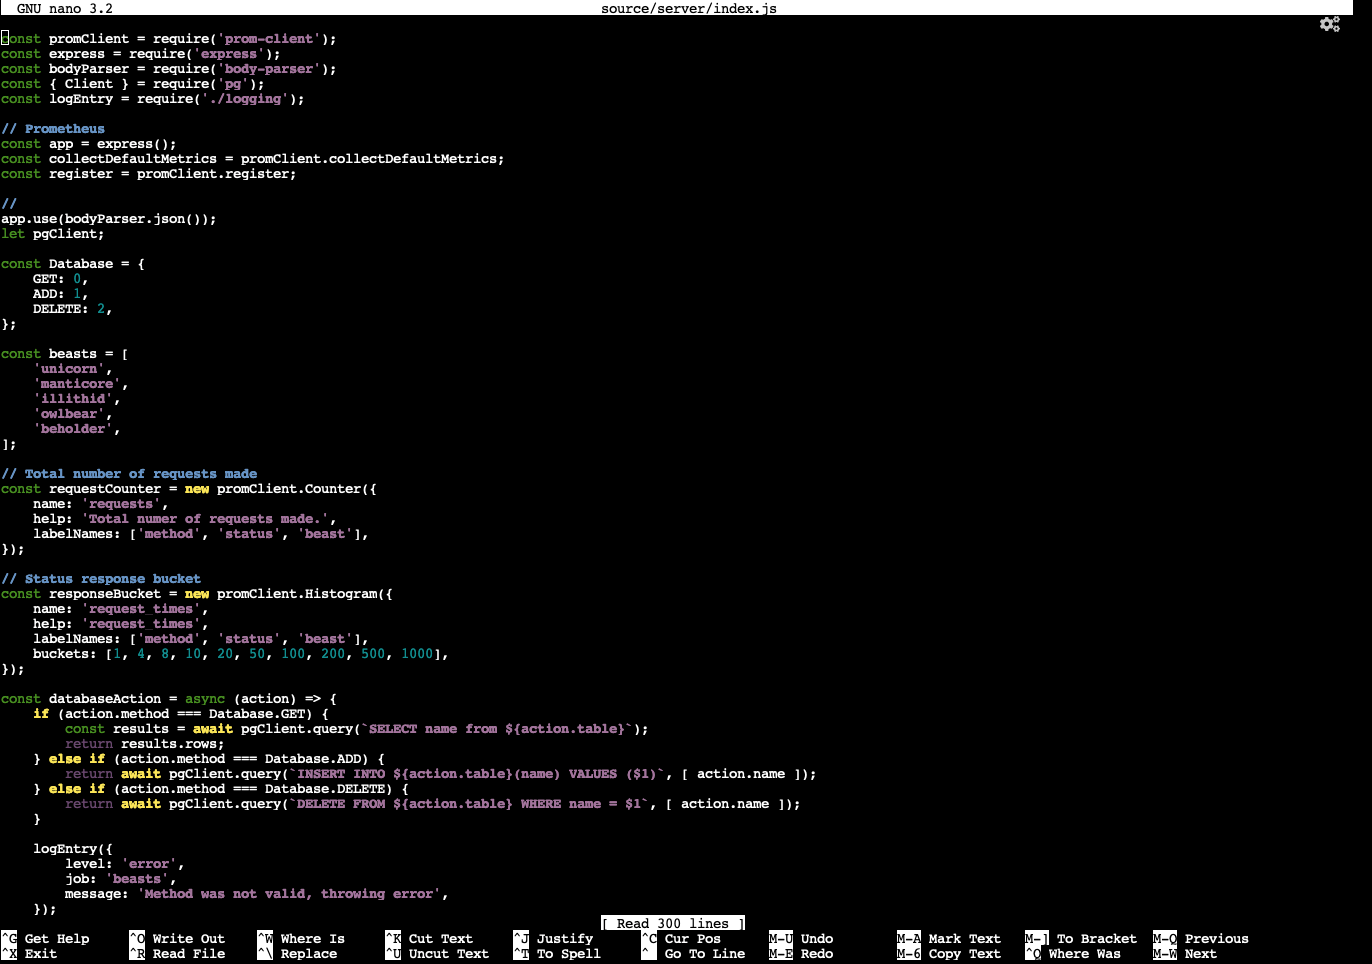 GNU nano 3.2 source/server/index.js
const promClient = require('prom-client');
const express = require('express');
const bodyParser = require('body-parser');
const { Client } = require('pg');
const logEntry = require('./logging');

// Prometheus
const app = express();
const collectDefaultMetrics = promClient.collectDefaultMetrics;
const register = promClient.register;

//
app.use(bodyParser.json());
let pgClient;

const Database = {
    GET: 0,
    ADD: 1,
    DELETE: 2,
};

const beasts = [
    'unicorn',
    'manticore',
    'illithid',
    'owlbear',
    'beholder',
];

// Total number of requests made
const requestCounter = new promClient.Counter({
    name: 'requests',
    help: 'Total numer of requests made.',
    labelNames: ['method', 'status', 'beast'],
});

// Status response bucket
const responseBucket = new promClient.Histogram({
    name: 'request_times',
    help: 'request_times',
    labelNames: ['method', 'status', 'beast'],
    buckets: [1, 4, 8, 10, 20, 50, 100, 200, 500, 1000],
});

const databaseAction = async (action) => {
    if (action.method === Database.GET) {
        const results = await pgClient.query(`SELECT name from ${action.table}`);
        return results.rows;
    } else if (action.method === Database.ADD) {
        return await pgClient.query(`INSERT INTO ${action.table}(name) VALUES ($1)`, [ action.name ]);
    } else if (action.method === Database.DELETE) {
        return await pgClient.query(`DELETE FROM ${action.table} WHERE name = $1`, [ action.name ]);
    }

    logEntry({
        level: 'error',
        job: 'beasts',
        message: 'Method was not valid, throwing error',
    });
[ Read 300 lines ]
^G Get Help ^O Write Out ^W Where Is ^K Cut Text ^J Justify ^C Cur Pos M-U Undo M-A Mark Text M-] To Bracket M-Q Previous
^X Exit ^R Read File ^\ Replace ^U Uncut Text ^T To Spell ^_ Go To Line M-E Redo M-6 Copy Text ^Q Where Was M-W Next